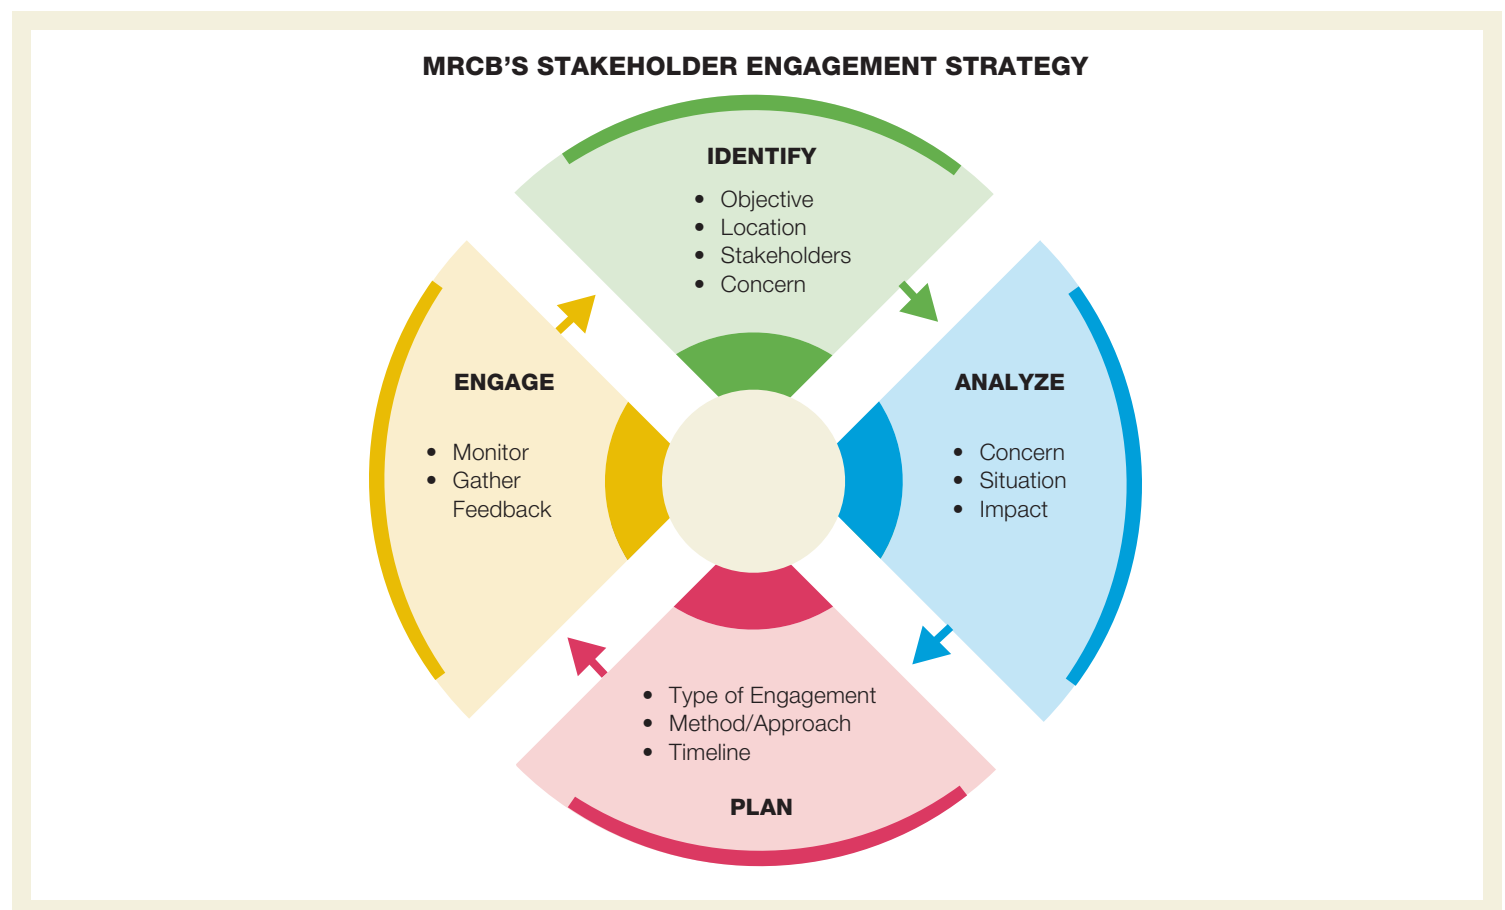 MRCB’S STAKEHOLDER ENGAGEMENT STRATEGY
IDENTIFY
• Objective
• Location
• Stakeholders
• Concern
ANALYZE
• Concern
• Situation
• Impact
• Type of Engagement
• Method/Approach
• Timeline
PLAN
ENGAGE
• Monitor
• Gather
Feedback